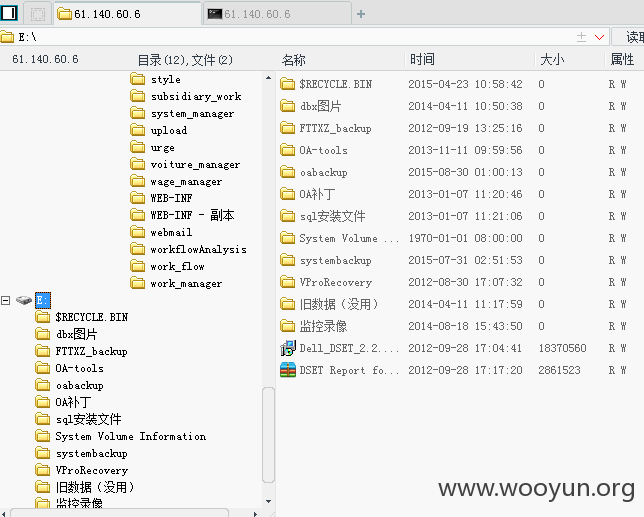 61.140.60.6 61.140.60.6 +
E:\ 读取
61.140.60.6 目录(12),文件(2) 名称 时间 大小 属性
style
subsidiary_work
system_manager
upload
urge
voiture_manager
wage_manager
WEB-INF
WEB-INF - 副本
webmail
workflowAnalysis
work_flow
work_manager
E:
$RECYCLE.BIN
dbx图片
FTTXZ_backup
OA-tools
oabackup
OA补丁
sql安装文件
System Volume Information
systembackup
VProRecovery
旧数据（没用）
监控录像
$RECYCLE.BIN 2015-04-23 10:58:42 0 R W
dbx图片 2014-04-11 10:50:38 0 R W
FTTXZ_backup 2012-09-19 13:25:16 0 R W
OA-tools 2013-11-11 09:59:56 0 R W
oabackup 2015-08-30 01:00:13 0 R W
OA补丁 2013-01-07 11:20:46 0 R W
sql安装文件 2013-01-07 11:21:06 0 R W
System Volume ... 1970-01-01 08:00:00 0 R W
systembackup 2015-07-31 02:51:53 0 R W
VProRecovery 2012-08-30 17:07:32 0 R W
旧数据（没用） 2014-04-11 11:17:59 0 R W
监控录像 2014-08-18 15:43:50 0 R W
Dell_DSET_2.2.... 2012-09-28 17:04:41 18370560 R W
DSET Report fo... 2012-09-28 17:17:20 2861523 R W
www.wooyun.org